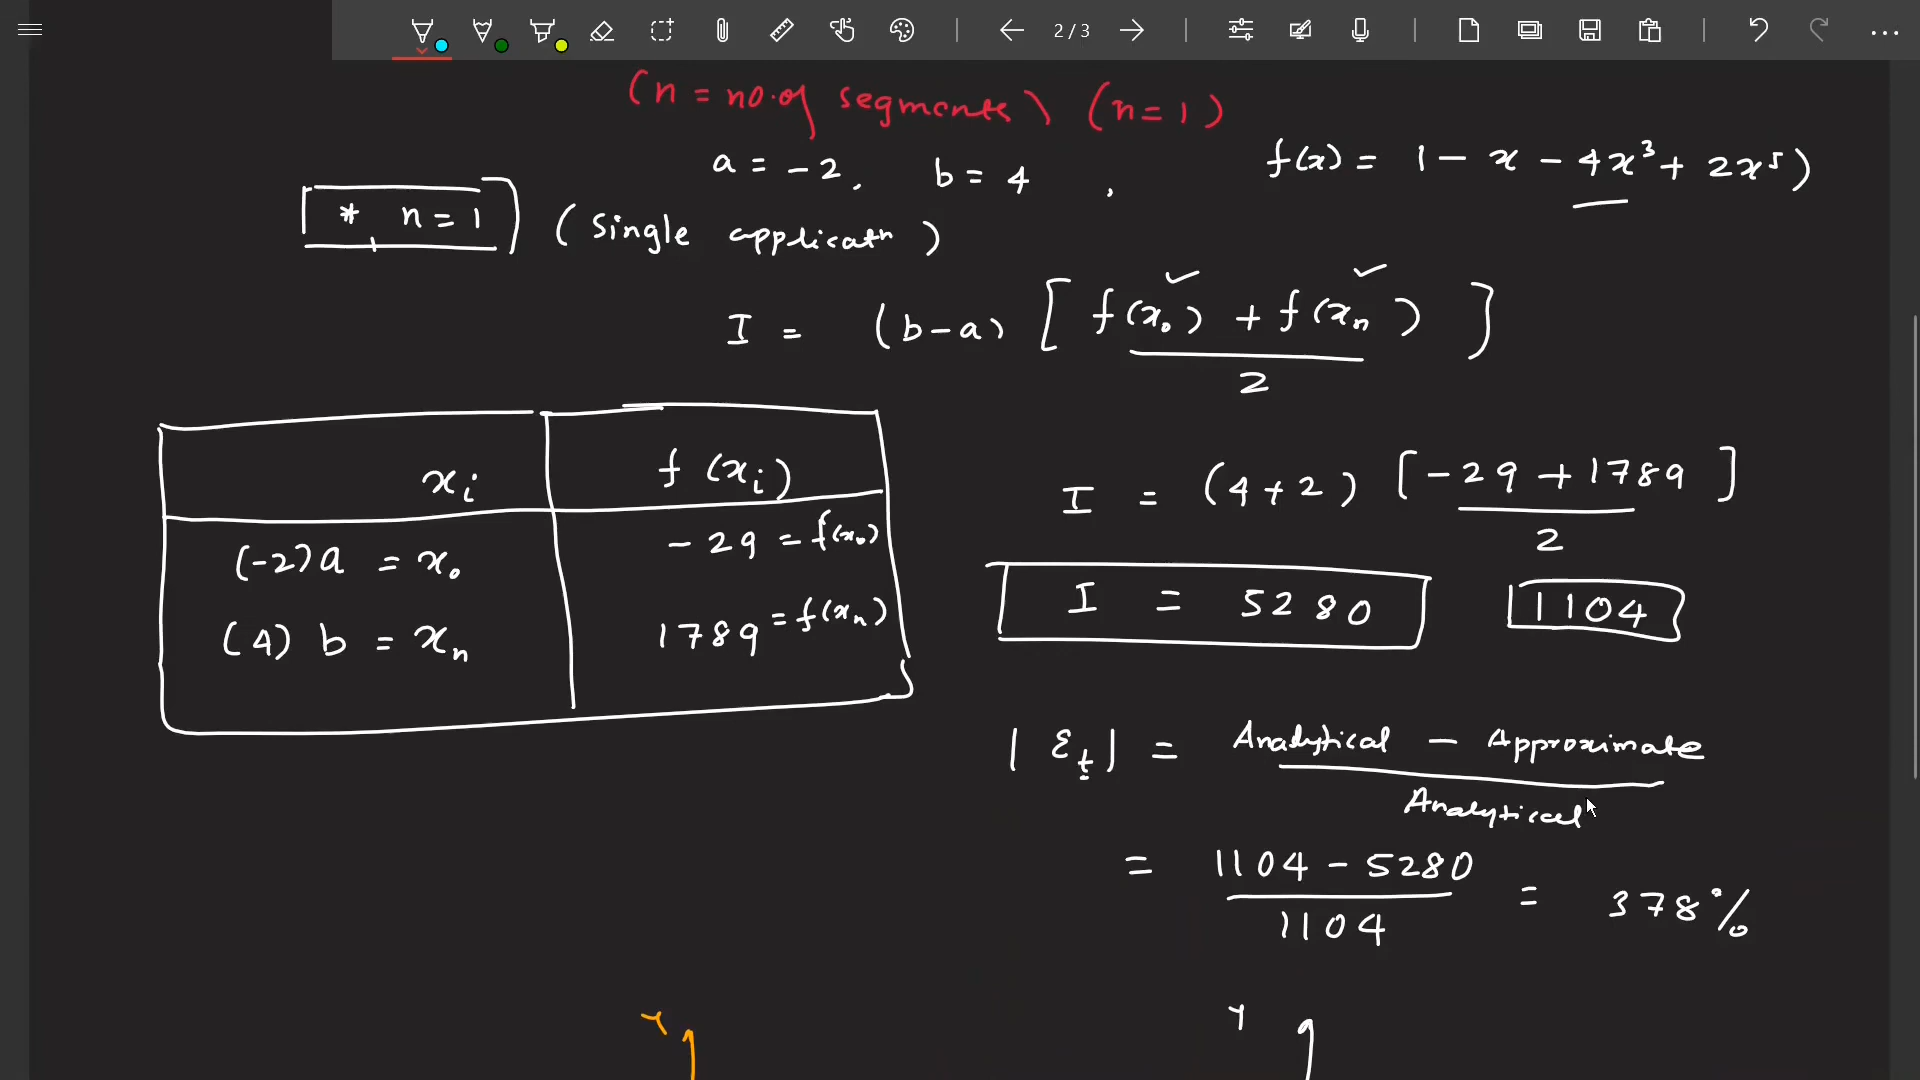 2 / 3
(n = no.of segments) (n = 1)
a = -2, b = 4 , f(x) = 1 - x - 4x³ + 2x⁵)
* n = 1 (Single applicatⁿ)
I = (b-a) [ f(x₀) + f(xₙ) ]
2
xᵢ f(xᵢ)
I = (4+2) [-29 + 1789]
2
(-2) a = x₀ -29 = f(x₀)
I = 5280 1104
(4) b = xₙ 1789 = f(xₙ)
| Ɛₜ | = Analytical - Approximate
Analytical
= 1104 - 5280 = 378%
1104
Y
Y